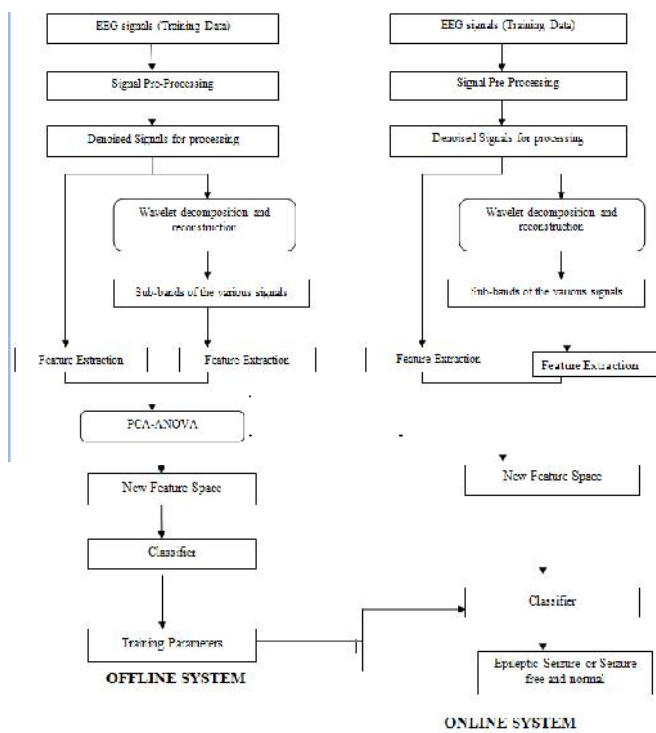 EEG signals (Training Data)
Signal Pre-Processing
Denoised Signals for processing
Wavelet decomposition and
reconstruction
Sub-bands of the various signals
Feature Extraction
Feature Extraction
PCA-ANOVA
New Feature Space
Classifier
Training Parameters
OFFLINE SYSTEM
EEG signals (Training Data)
Signal Pre Processing
Denoised Signals for processing
Wavelet decomposition and
reconstruction
Sub-bands of the various signals
Feature Extraction
Feature Extraction
New Feature Space
Classifier
Epileptic Seizure or Seizure
free and normal
ONLINE SYSTEM